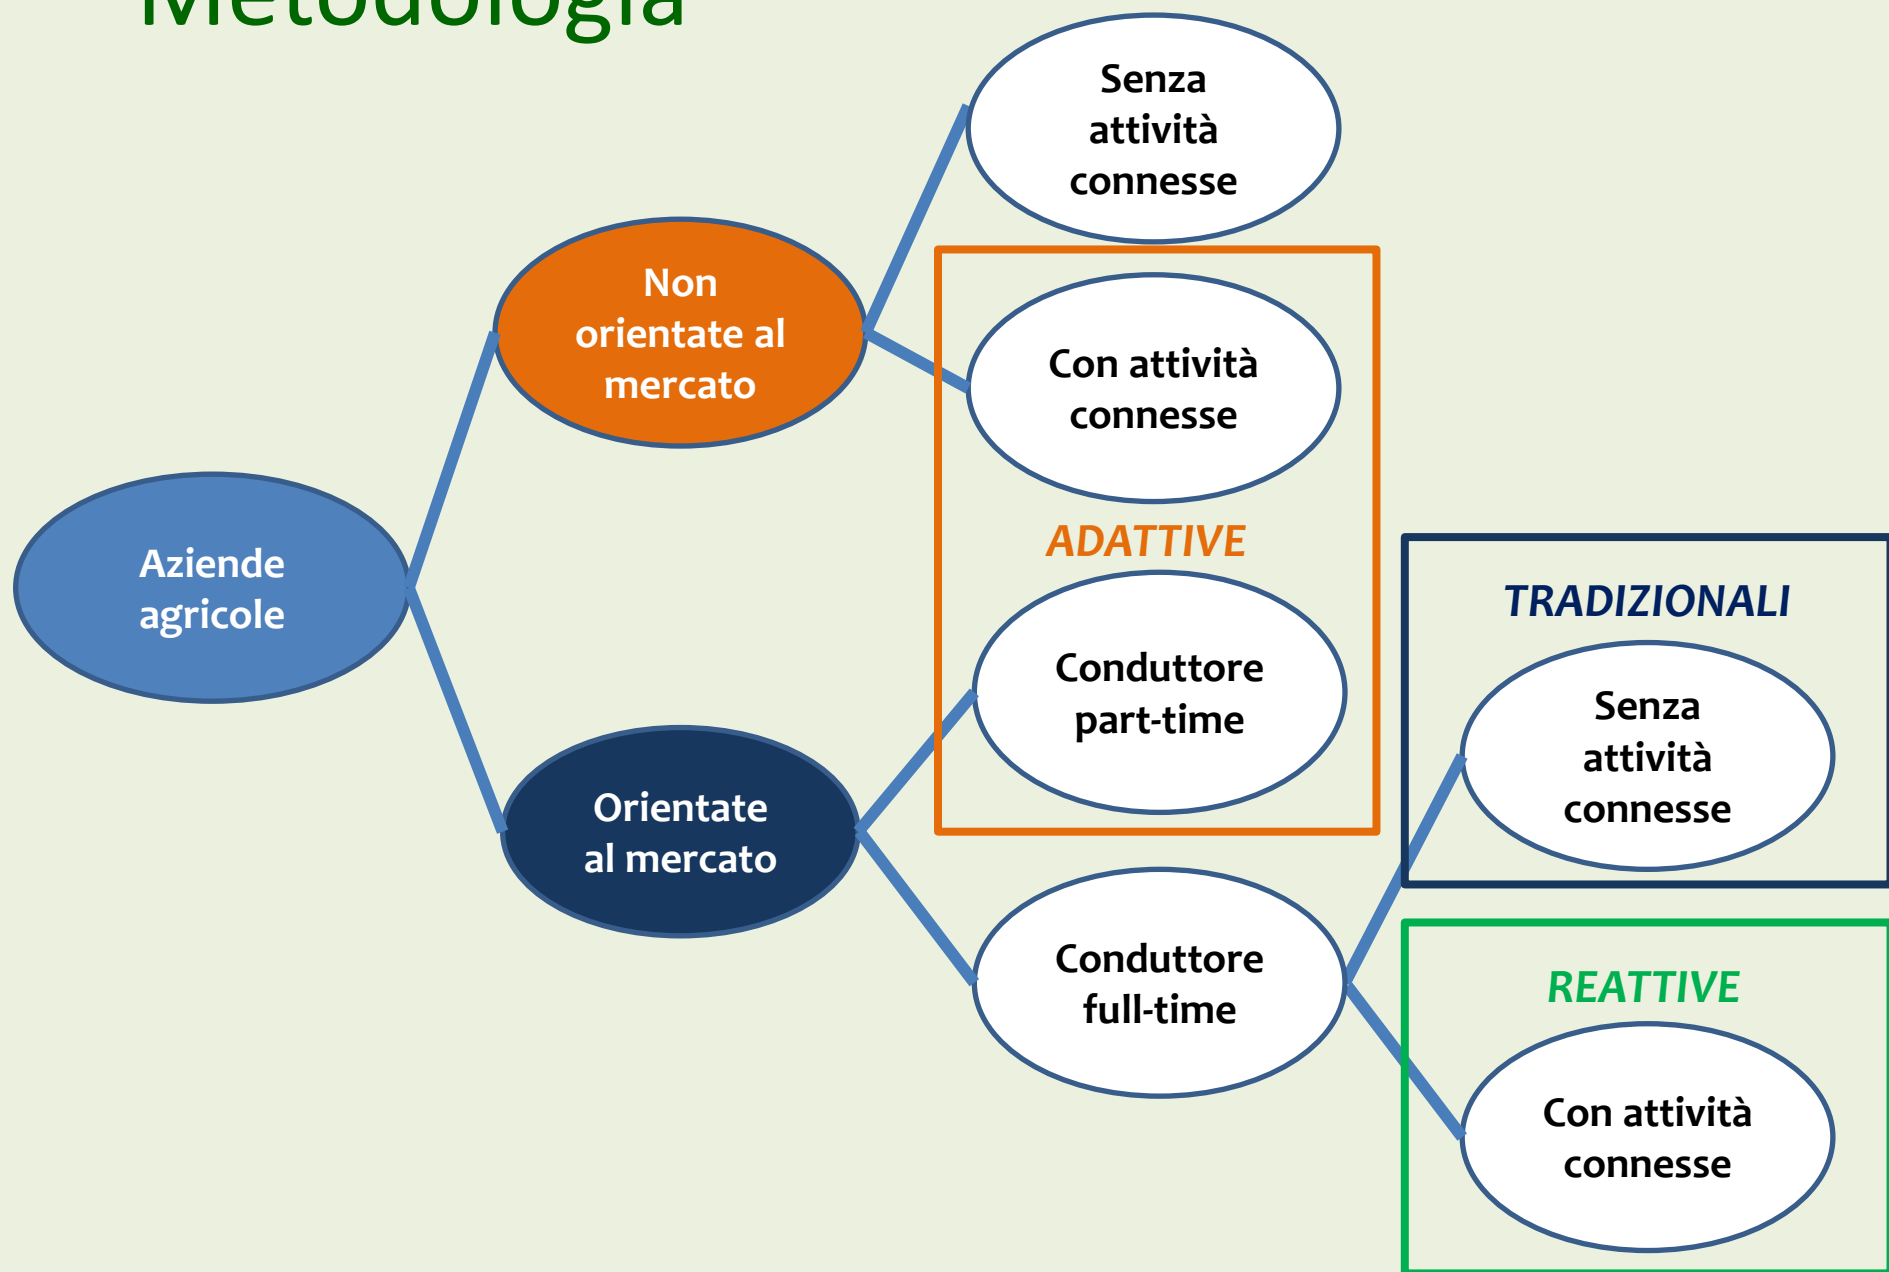 Metodologia
Senza
attività
connesse
Non
orientate al
mercato
Con attività
connesse
ADATTIVE
Aziende
agricole
TRADIZIONALI
Conduttore
part-time
Senza
attività
connesse
Orientate
al mercato
Conduttore
full-time
REATTIVE
Con attività
connesse